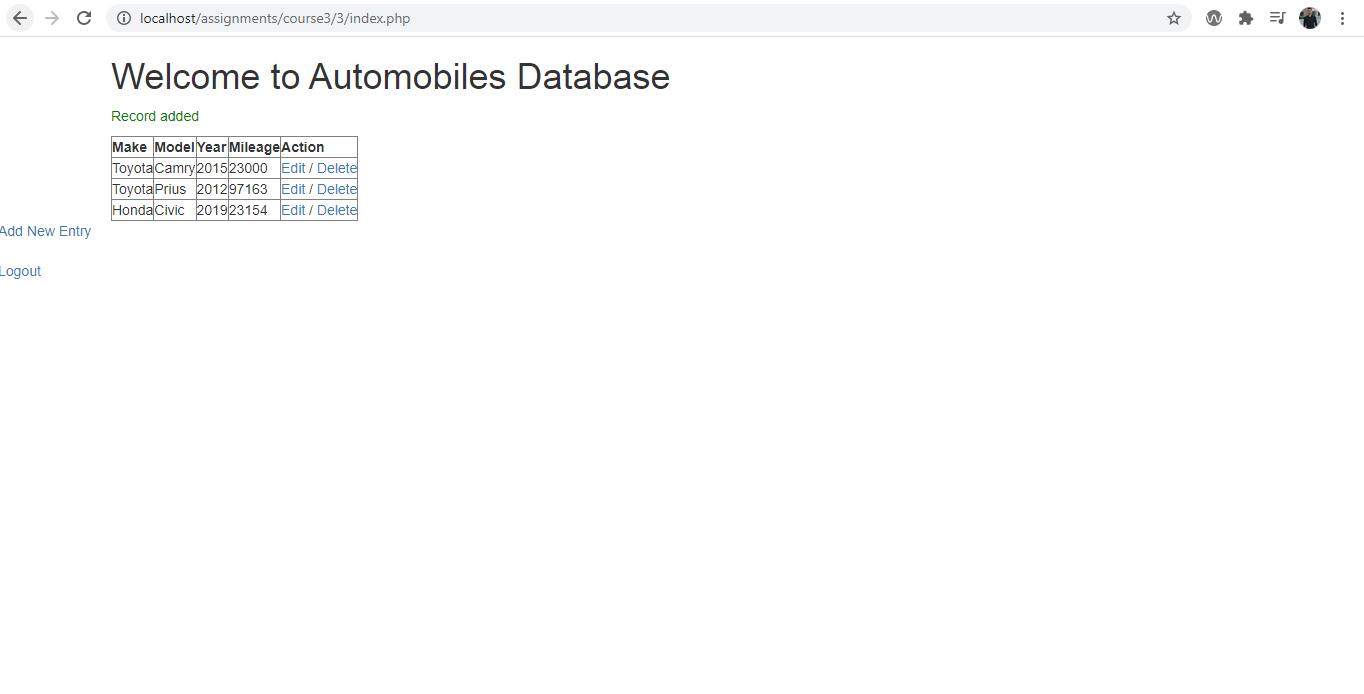 localhost/assignments/course3/3/index.php
Welcome to Automobiles Database
Record added
Make Model Year Mileage Action
Toyota Camry 2015 23000 Edit / Delete
Toyota Prius 2012 97163 Edit / Delete
Honda Civic 2019 23154 Edit / Delete
Add New Entry
Logout